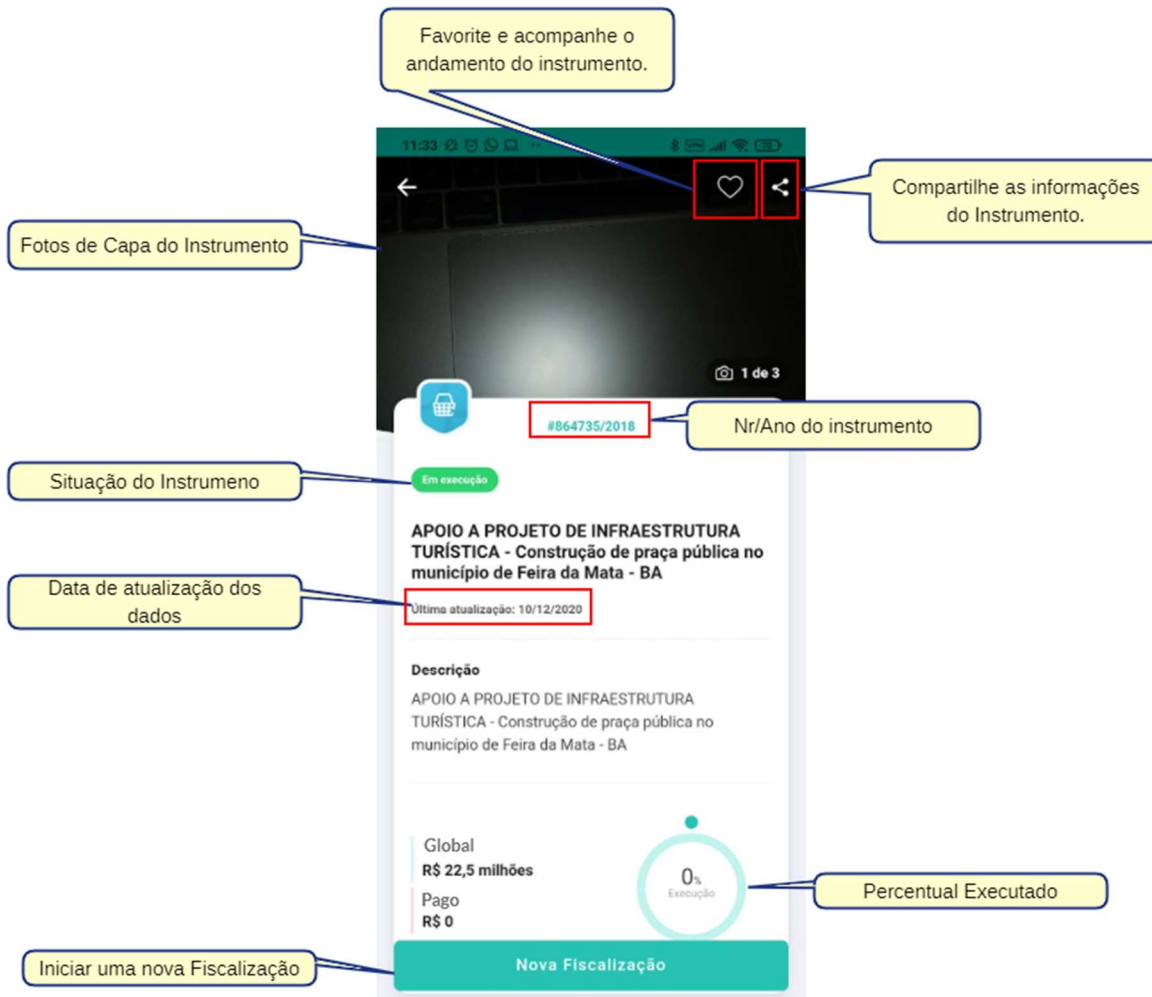 Favorite e acompanhe o
andamento do instrumento.
11:33
VPN
Compartilhe as informações
do Instrumento.
Fotos de Capa do Instrumento
1 de 3
#864735/2018
Nr/Ano do instrumento
Situação do Instrumeno
Em execução
APOIO A PROJETO DE INFRAESTRUTURA
TURÍSTICA - Construção de praça pública no
município de Feira da Mata - BA
Data de atualização dos
dados
Última atualização: 10/12/2020
Descrição
APOIO A PROJETO DE INFRAESTRUTURA
TURÍSTICA - Construção de praça pública no
município de Feira da Mata - BA
Global
R$ 22,5 milhões
0%
Execução
Pago
R$ 0
Percentual Executado
Iniciar uma nova Fiscalização
Nova Fiscalização